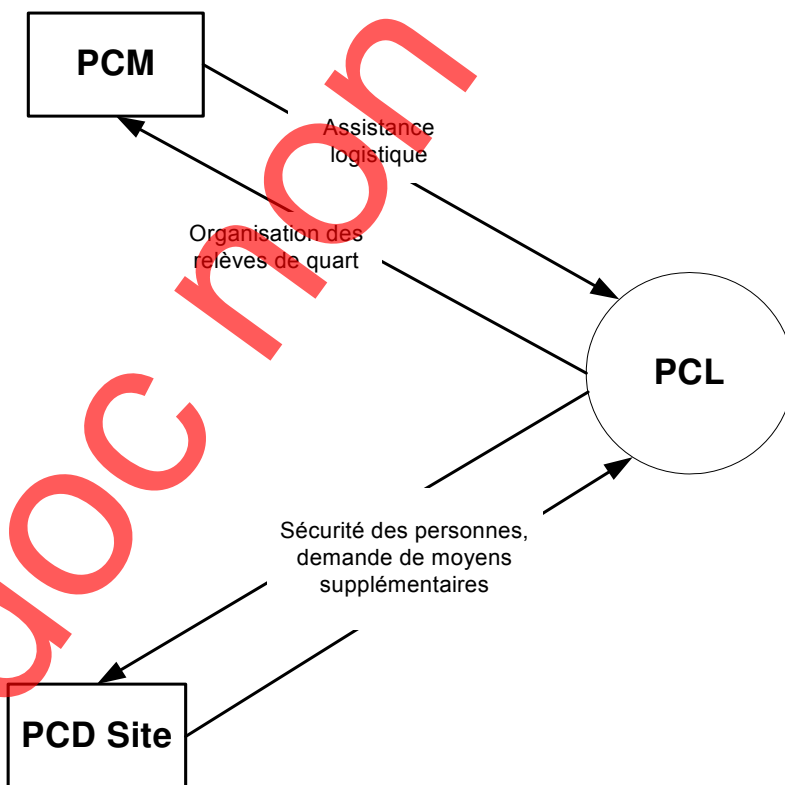 PCM
Assistance
logistique
Organisation des
relèves de quart
PCL
Sécurité des personnes,
demande de moyens
supplémentaires
PCD Site
doc non